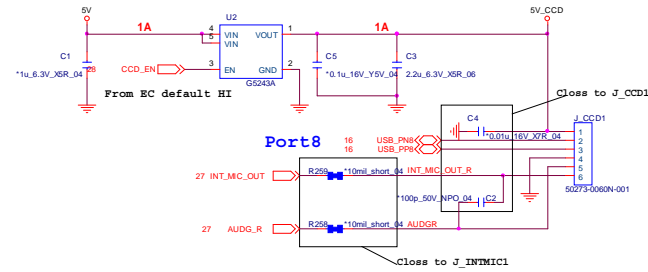 5V
1A
U2
1A
5V_CCD
4
5
VIN
VIN
VOUT
1
C1
*1u_6.3V_X5R_04
28
CCD_EN
3
EN
GND
2
G5243A
C5
*0.1u_16V_Y5V_04
C3
2.2u_6.3V_X5R_06
From EC default HI
Closs to J_CCD1
C4
*0.01u_16V_X7R_04
J_CCD1
Port8
16
USB_PN8
16
USB_PP8
1
2
3
4
5
6
50273-0060N-001
27
INT_MIC_OUT
R259
*10mil_short_04
INT_MIC_OUT_R
*100p_50V_NPO_04
C2
27
AUDG_R
R258
*10mil_short_04
AUDGR
Closs to J_INTMIC1